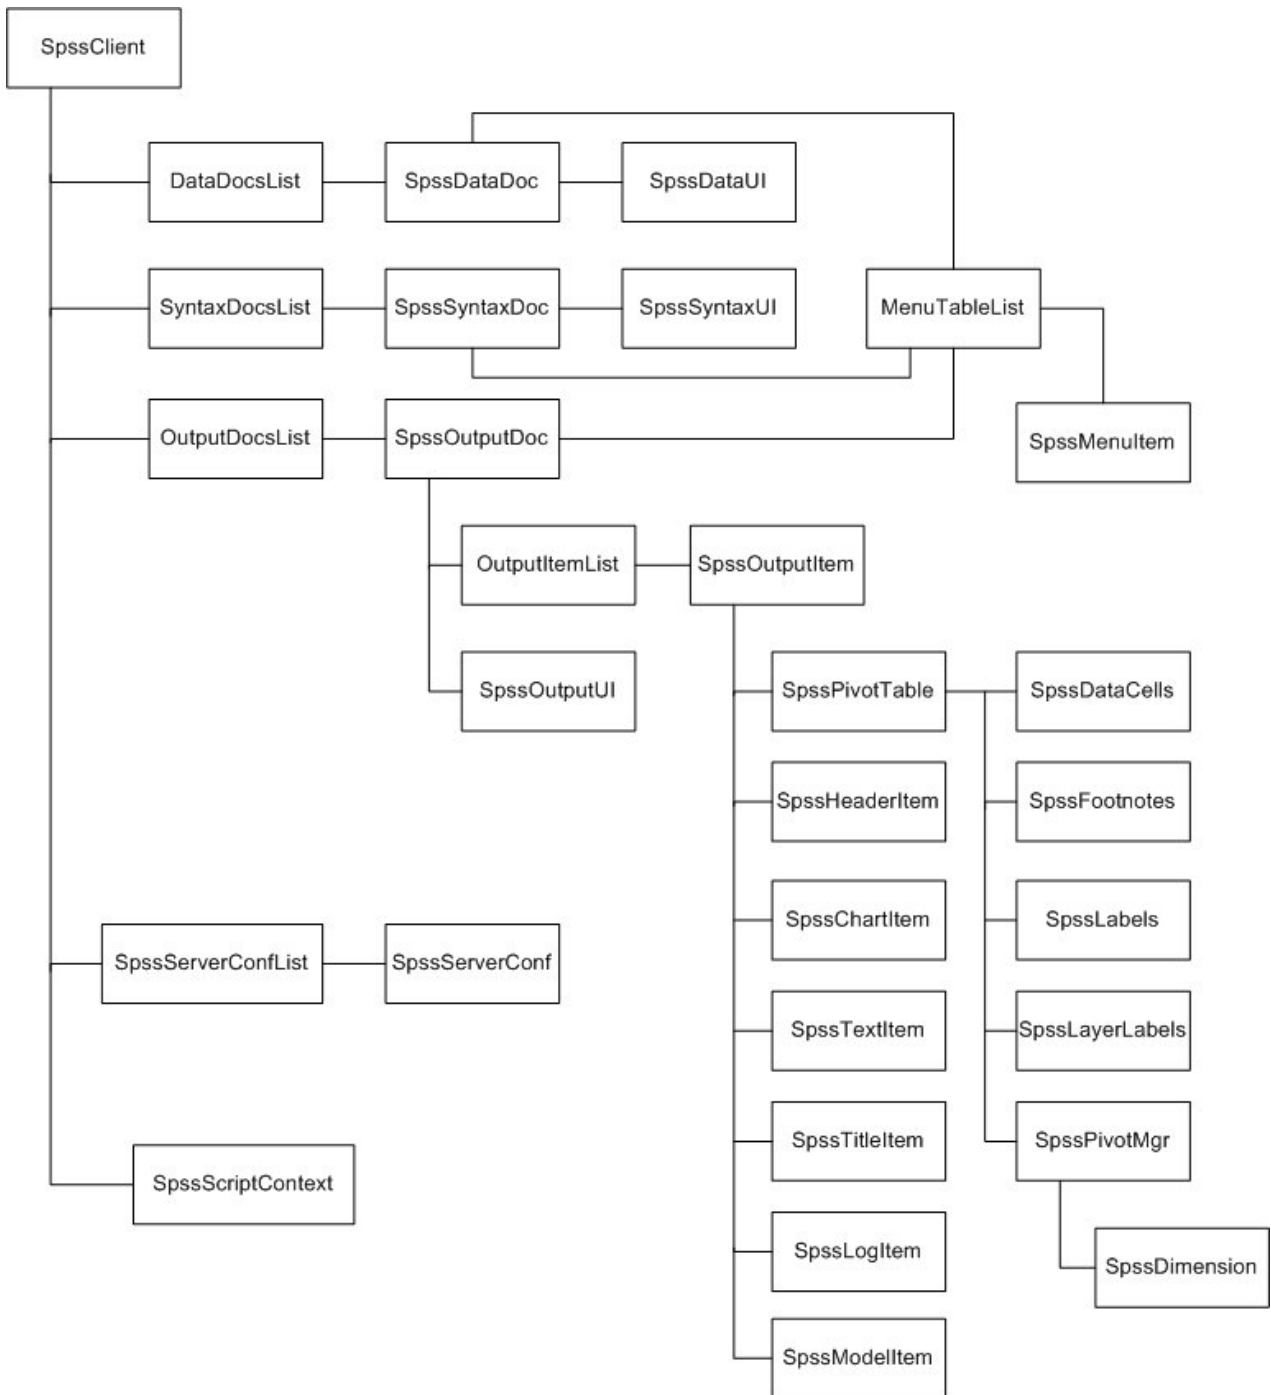 SpssClient
DataDocsList
SpssDataDoc
SpssDataUI
SyntaxDocsList
SpssSyntaxDoc
SpssSyntaxUI
MenuTableList
OutputDocsList
SpssOutputDoc
SpssMenuItem
OutputItemList
SpssOutputItem
SpssOutputUI
SpssPivotTable
SpssDataCells
SpssHeaderItem
SpssFootnotes
SpssChartItem
SpssLabels
SpssServerConfList
SpssServerConf
SpssTextItem
SpssLayerLabels
SpssTitleItem
SpssPivotMgr
SpssScriptContext
SpssLogItem
SpssDimension
SpssModelItem